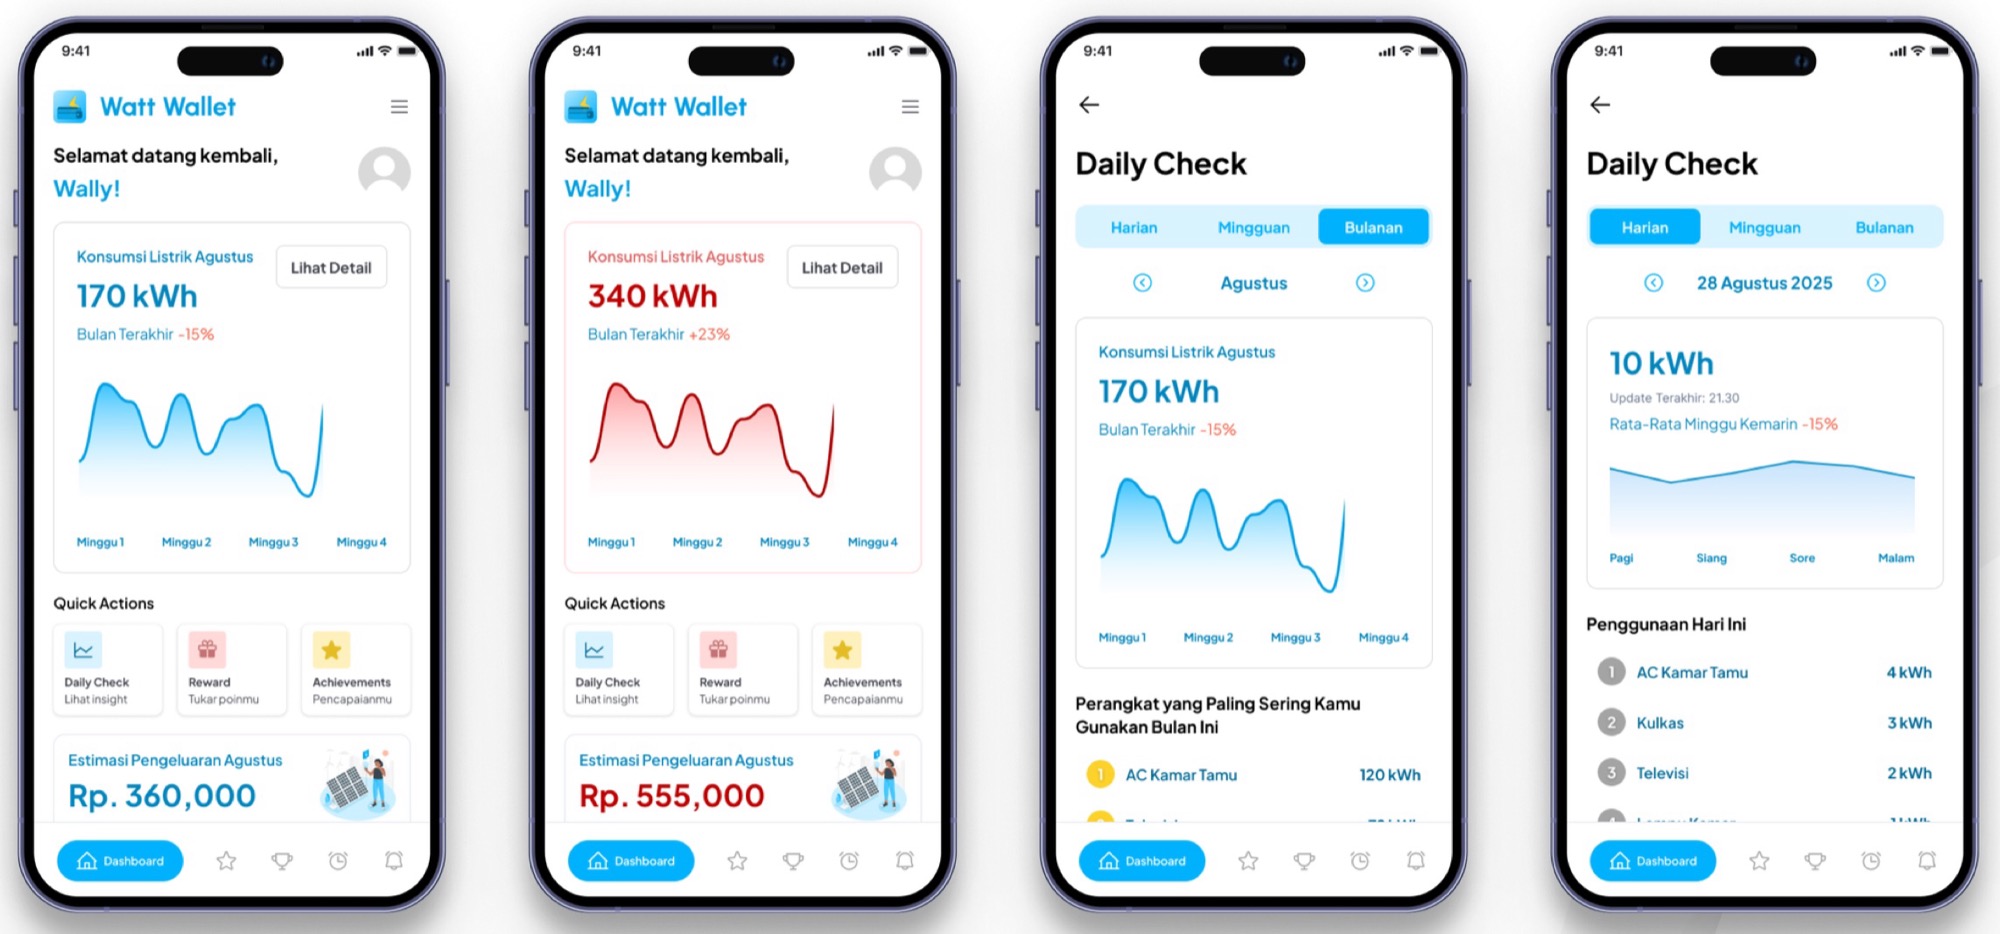 9:41
Watt Wallet
Selamat datang kembali,
Wally!
Konsumsi Listrik Agustus
Lihat Detail
170 kWh
Bulan Terakhir -15%
Minggu 1 Minggu 2 Minggu 3 Minggu 4
Quick Actions
Daily Check Reward Achievements
Lihat insight Tukar poinmu Pencapaianmu
Estimasi Pengeluaran Agustus
Rp. 360,000
Dashboard
9:41
Watt Wallet
Selamat datang kembali,
Wally!
Konsumsi Listrik Agustus
Lihat Detail
340 kWh
Bulan Terakhir +23%
Minggu 1 Minggu 2 Minggu 3 Minggu 4
Quick Actions
Daily Check Reward Achievements
Lihat insight Tukar poinmu Pencapaianmu
Estimasi Pengeluaran Agustus
Rp. 555,000
Dashboard
9:41
Daily Check
Harian Mingguan Bulanan
Agustus
Konsumsi Listrik Agustus
170 kWh
Bulan Terakhir -15%
Minggu 1 Minggu 2 Minggu 3 Minggu 4
Perangkat yang Paling Sering Kamu
Gunakan Bulan Ini
1 AC Kamar Tamu 120 kWh
Dashboard
9:41
Daily Check
Harian Mingguan Bulanan
28 Agustus 2025
10 kWh
Update Terakhir: 21.30
Rata-Rata Minggu Kemarin -15%
Pagi Siang Sore Malam
Penggunaan Hari Ini
1 AC Kamar Tamu 4 kWh
2 Kulkas 3 kWh
3 Televisi 2 kWh
Dashboard